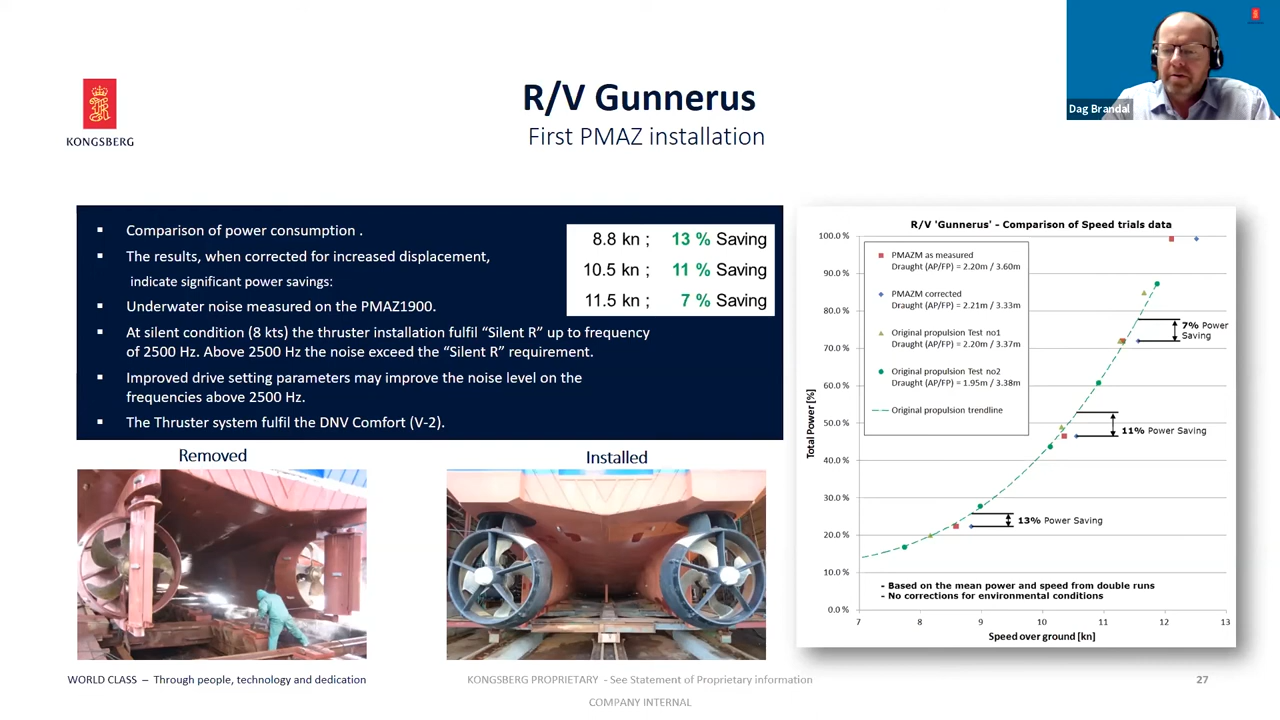 Dag Brandal
KONGSBERG
R/V Gunnerus
First PMAZ installation
Comparison of power consumption .
The results, when corrected for increased displacement,
indicate significant power savings:
Underwater noise measured on the PMAZ1900.
At silent condition (8 kts) the thruster installation fulfil “Silent R” up to frequency
of 2500 Hz. Above 2500 Hz the noise exceed the “Silent R” requirement.
Improved drive setting parameters may improve the noise level on the
frequencies above 2500 Hz.
The Thruster system fulfil the DNV Comfort (V-2).
8.8 kn ; 13 % Saving
10.5 kn ; 11 % Saving
11.5 kn ; 7 % Saving
Removed
Installed
R/V 'Gunnerus' - Comparison of Speed trials data
Total Power [%]
100.0 %
90.0 %
80.0 %
70.0 %
60.0 %
50.0 %
40.0 %
30.0 %
20.0 %
10.0 %
0.0 %
PMAZM as measured
Draught (AP/FP) = 2.20m / 3.60m
PMAZM corrected
Draught (AP/FP) = 2.21m / 3.33m
Original propulsion Test no1
Draught (AP/FP) = 2.20m / 3.37m
Original propulsion Test no2
Draught (AP/FP) = 1.95m / 3.38m
Original propulsion trendline
7% Power
Saving
11% Power Saving
13% Power Saving
- Based on the mean power and speed from double runs
- No corrections for environmental conditions
7 8 9 10 11 12 13
Speed over ground [kn]
WORLD CLASS – Through people, technology and dedication
KONGSBERG PROPRIETARY - See Statement of Proprietary information
27
COMPANY INTERNAL